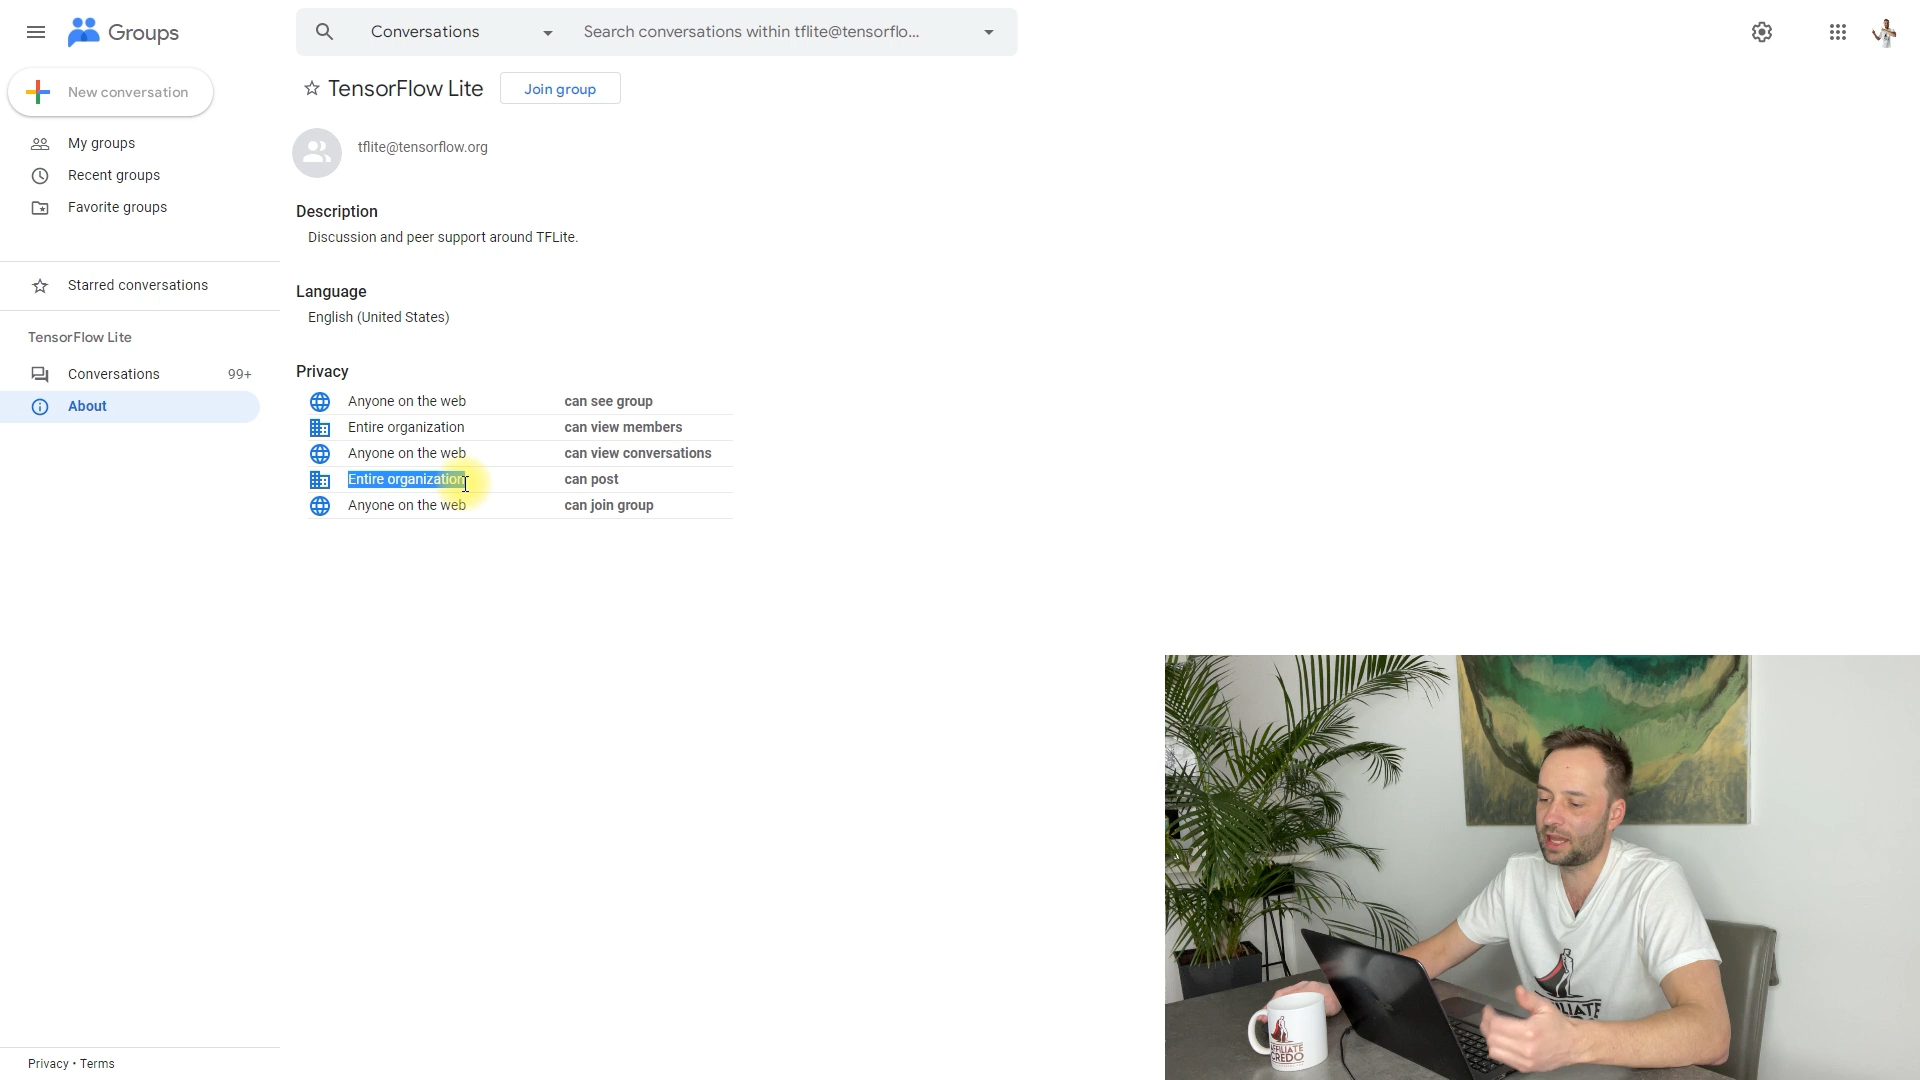 Groups
Conversations
Search conversations within tflite@tensorflo...
New conversation
TensorFlow Lite
Join group
My groups
Recent groups
Favorite groups
tflite@tensorflow.org
Description
Discussion and peer support around TFLite.
Starred conversations
Language
English (United States)
TensorFlow Lite
Conversations 99+
About
Privacy
Anyone on the web can see group
Entire organization can view members
Anyone on the web can view conversations
Entire organization can post
Anyone on the web can join group
AFFILIATE
CREDO
Privacy • Terms